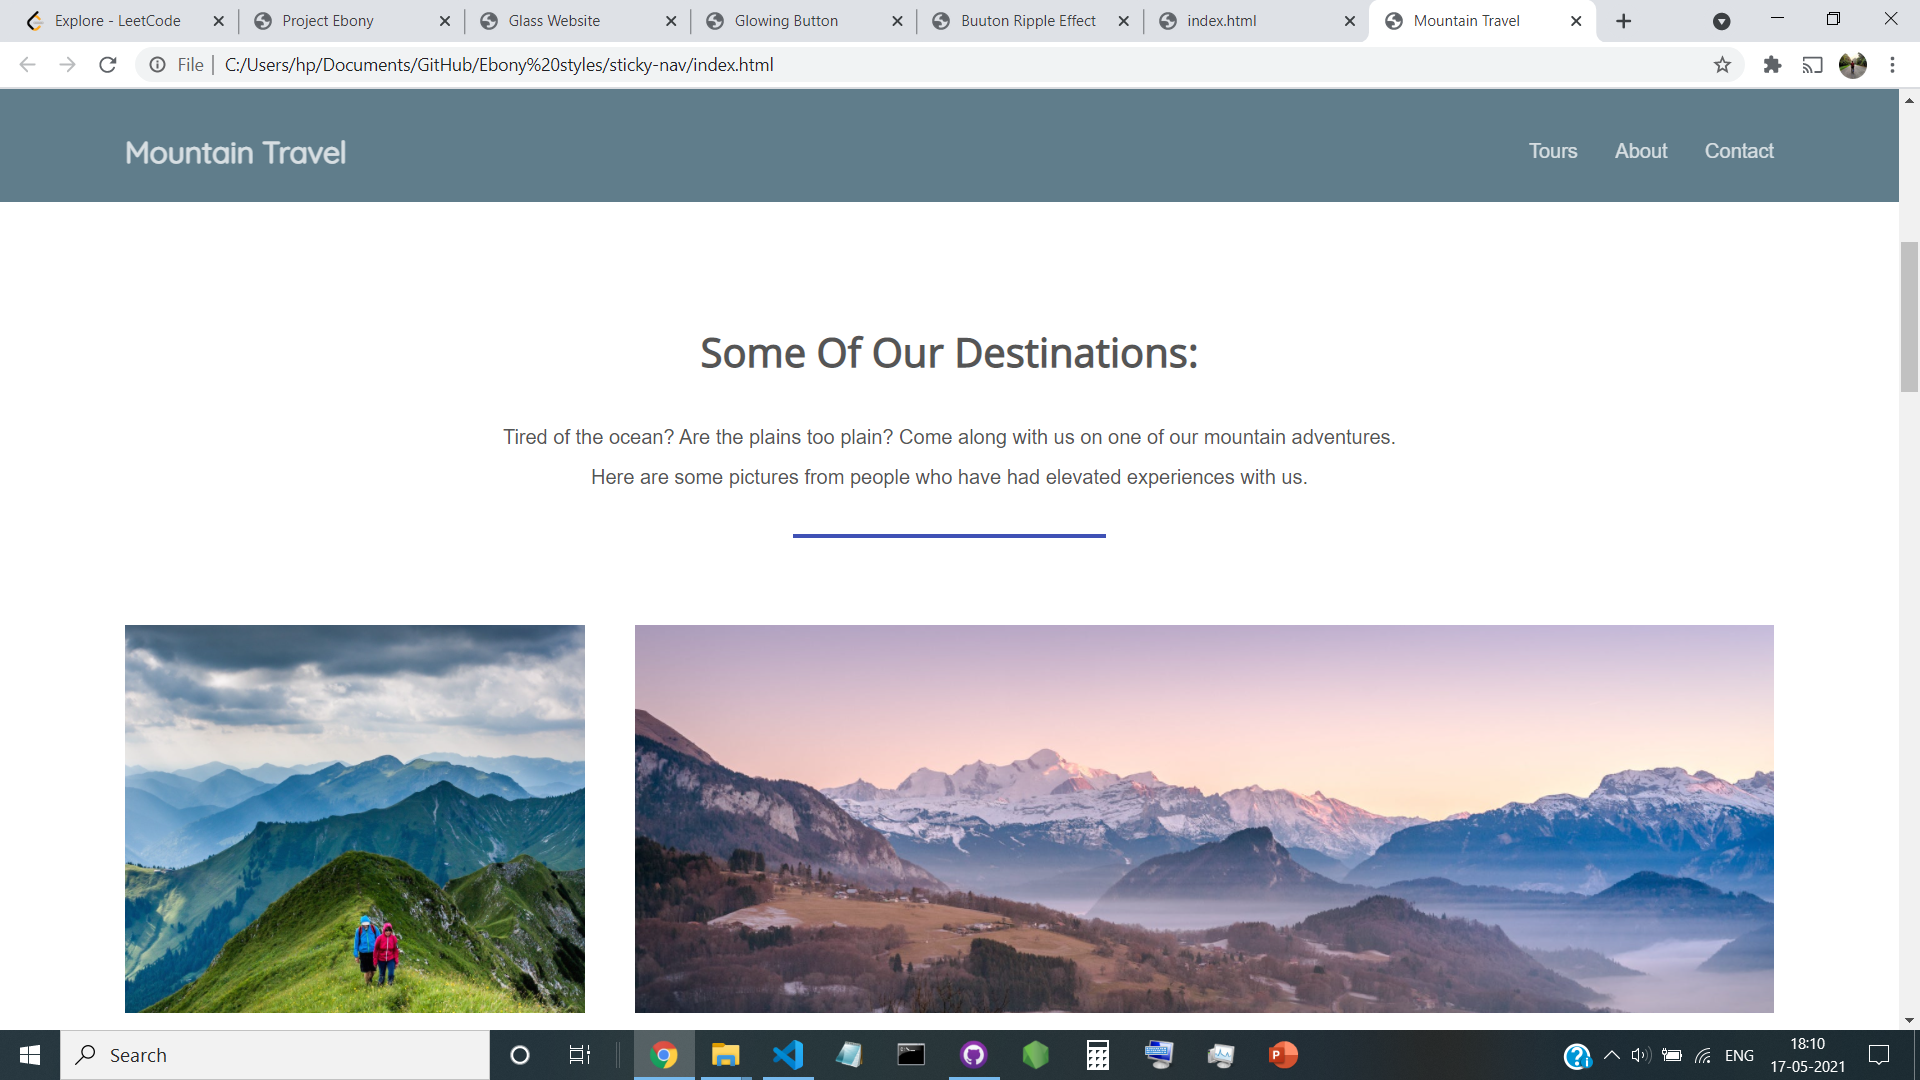 Explore - LeetCode
Project Ebony
Glass Website
Glowing Button
Buuton Ripple Effect
index.html
Mountain Travel
File | C:/Users/hp/Documents/GitHub/Ebony%20styles/sticky-nav/index.html
Mountain Travel
Tours About Contact
Some Of Our Destinations:
Tired of the ocean? Are the plains too plain? Come along with us on one of our mountain adventures.
Here are some pictures from people who have had elevated experiences with us.
Search
ENG
18:10
17-05-2021